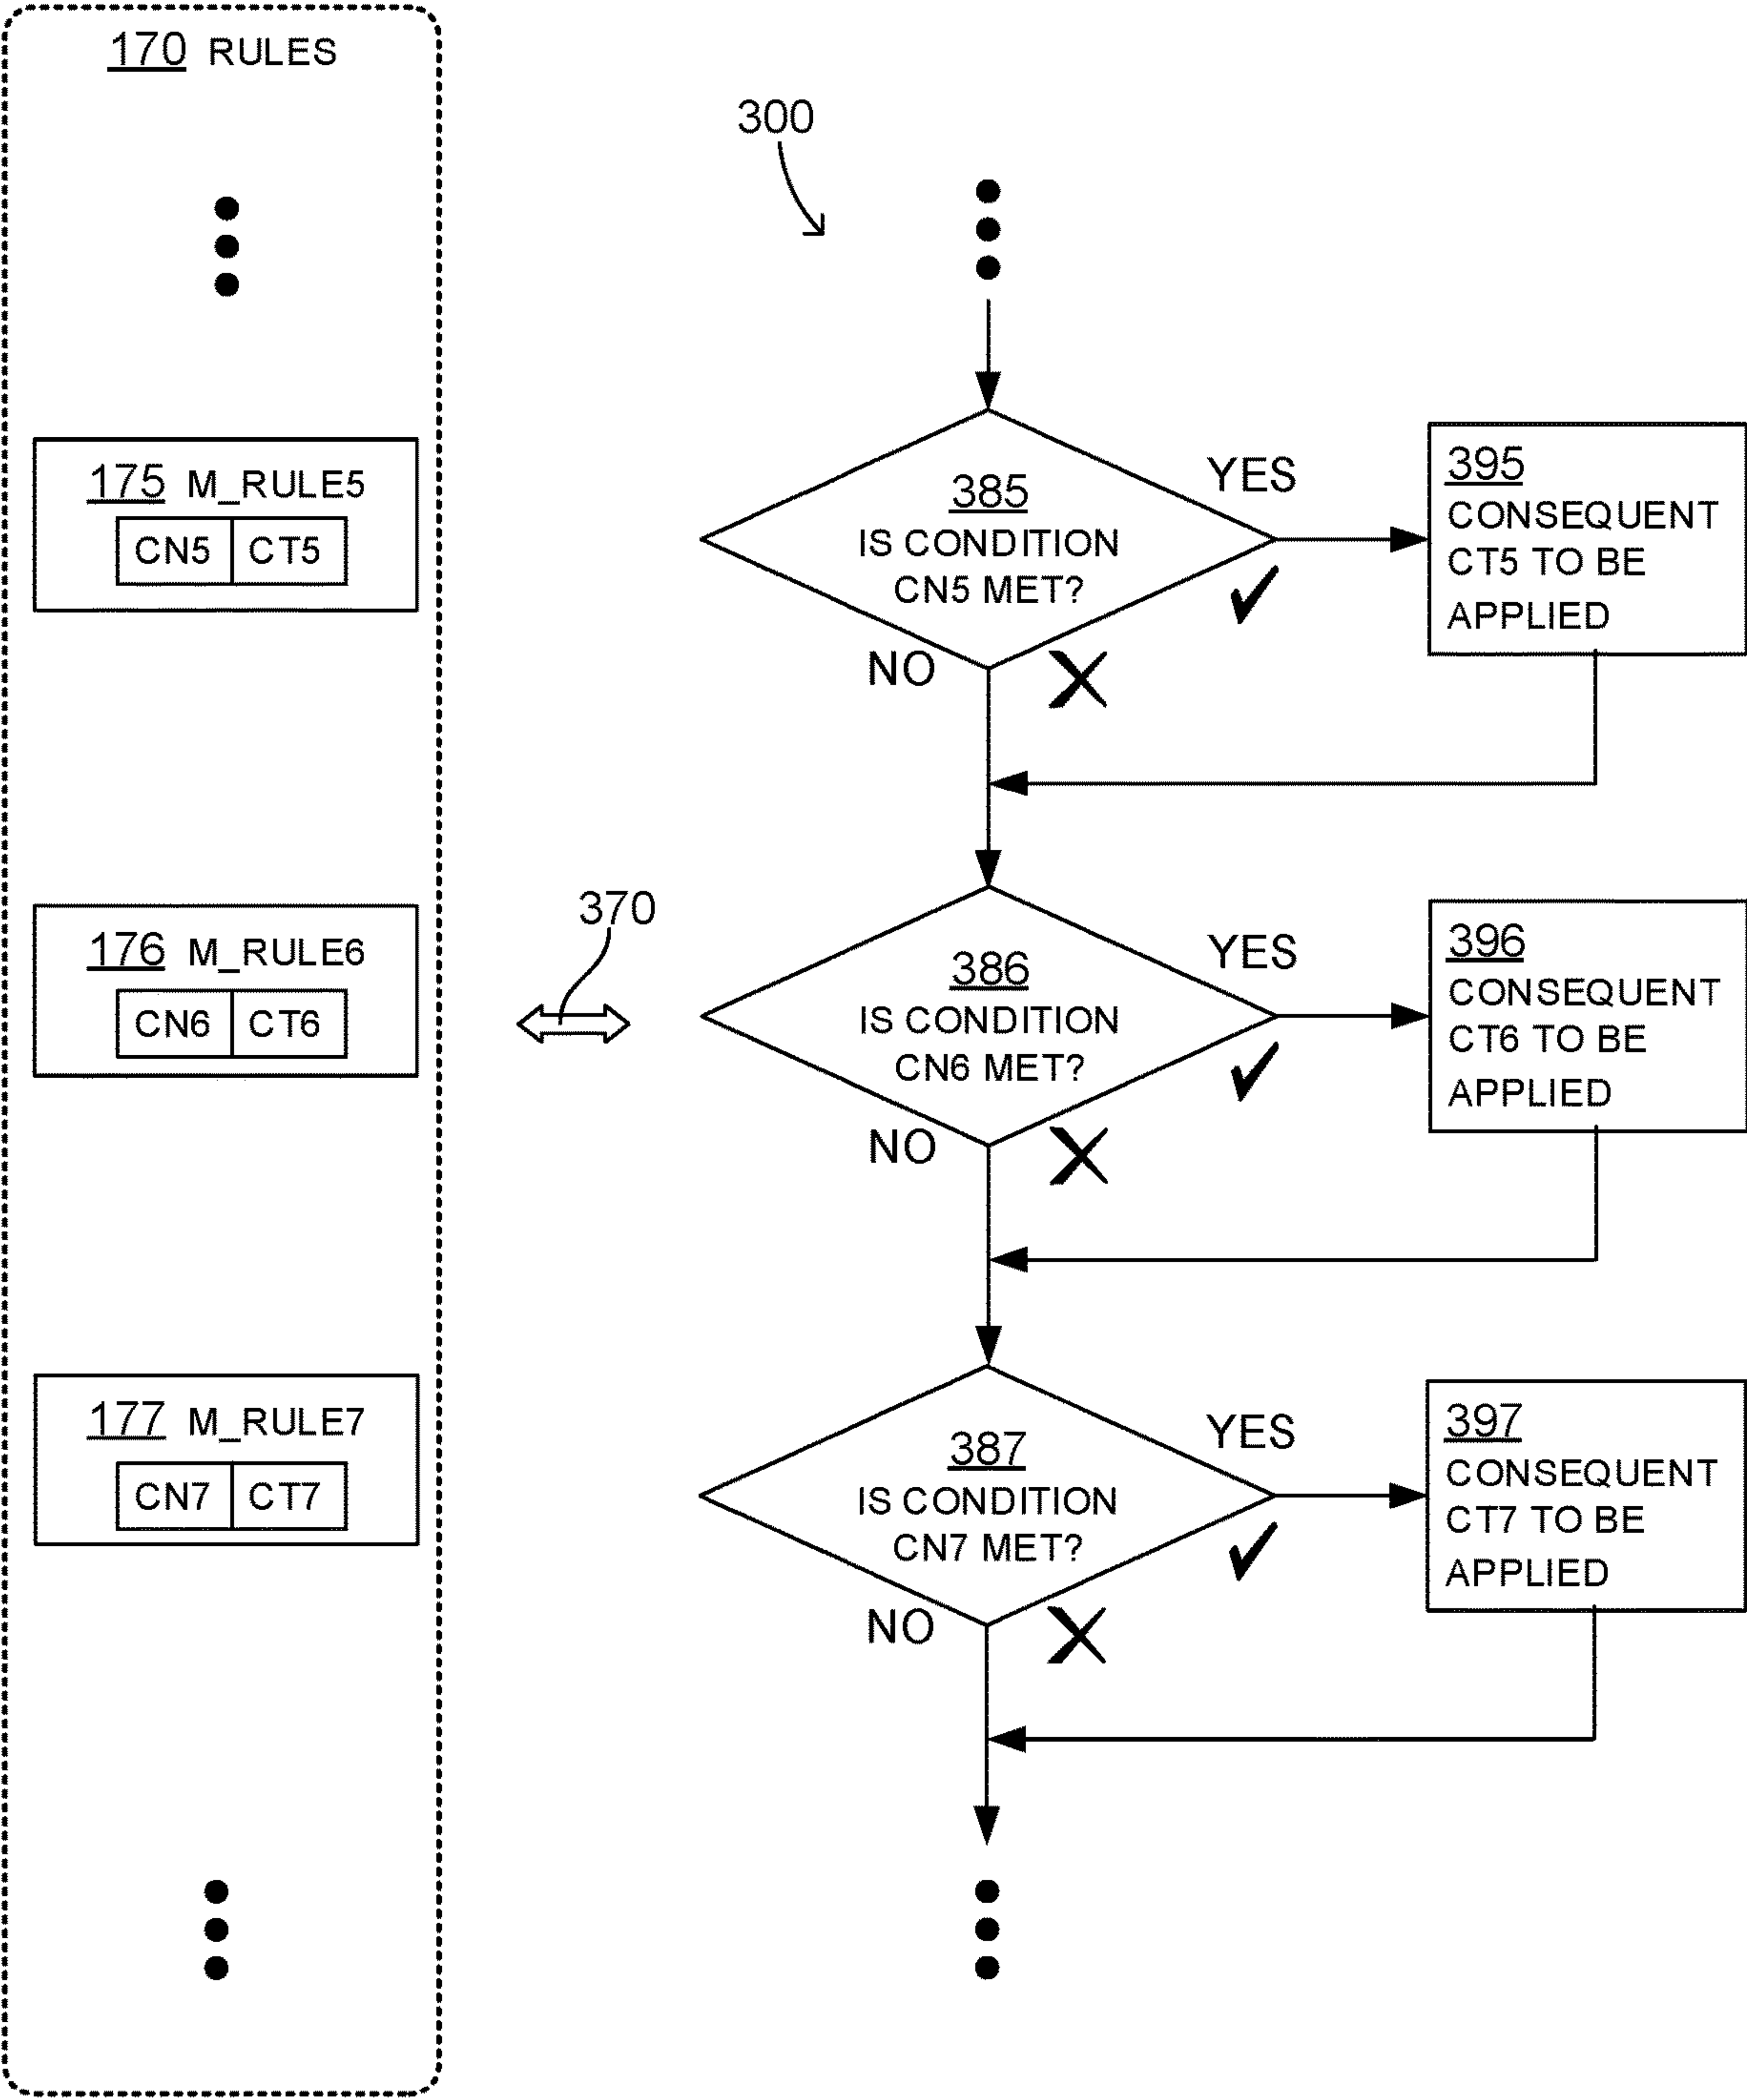 170 RULES
300
175 M_RULE5
CN5 CT5
385
IS CONDITION
CN5 MET?
YES
NO
395
CONSEQUENT
CT5 TO BE
APPLIED
370
176 M_RULE6
CN6 CT6
386
IS CONDITION
CN6 MET?
YES
NO
396
CONSEQUENT
CT6 TO BE
APPLIED
177 M_RULE7
CN7 CT7
387
IS CONDITION
CN7 MET?
YES
NO
397
CONSEQUENT
CT7 TO BE
APPLIED